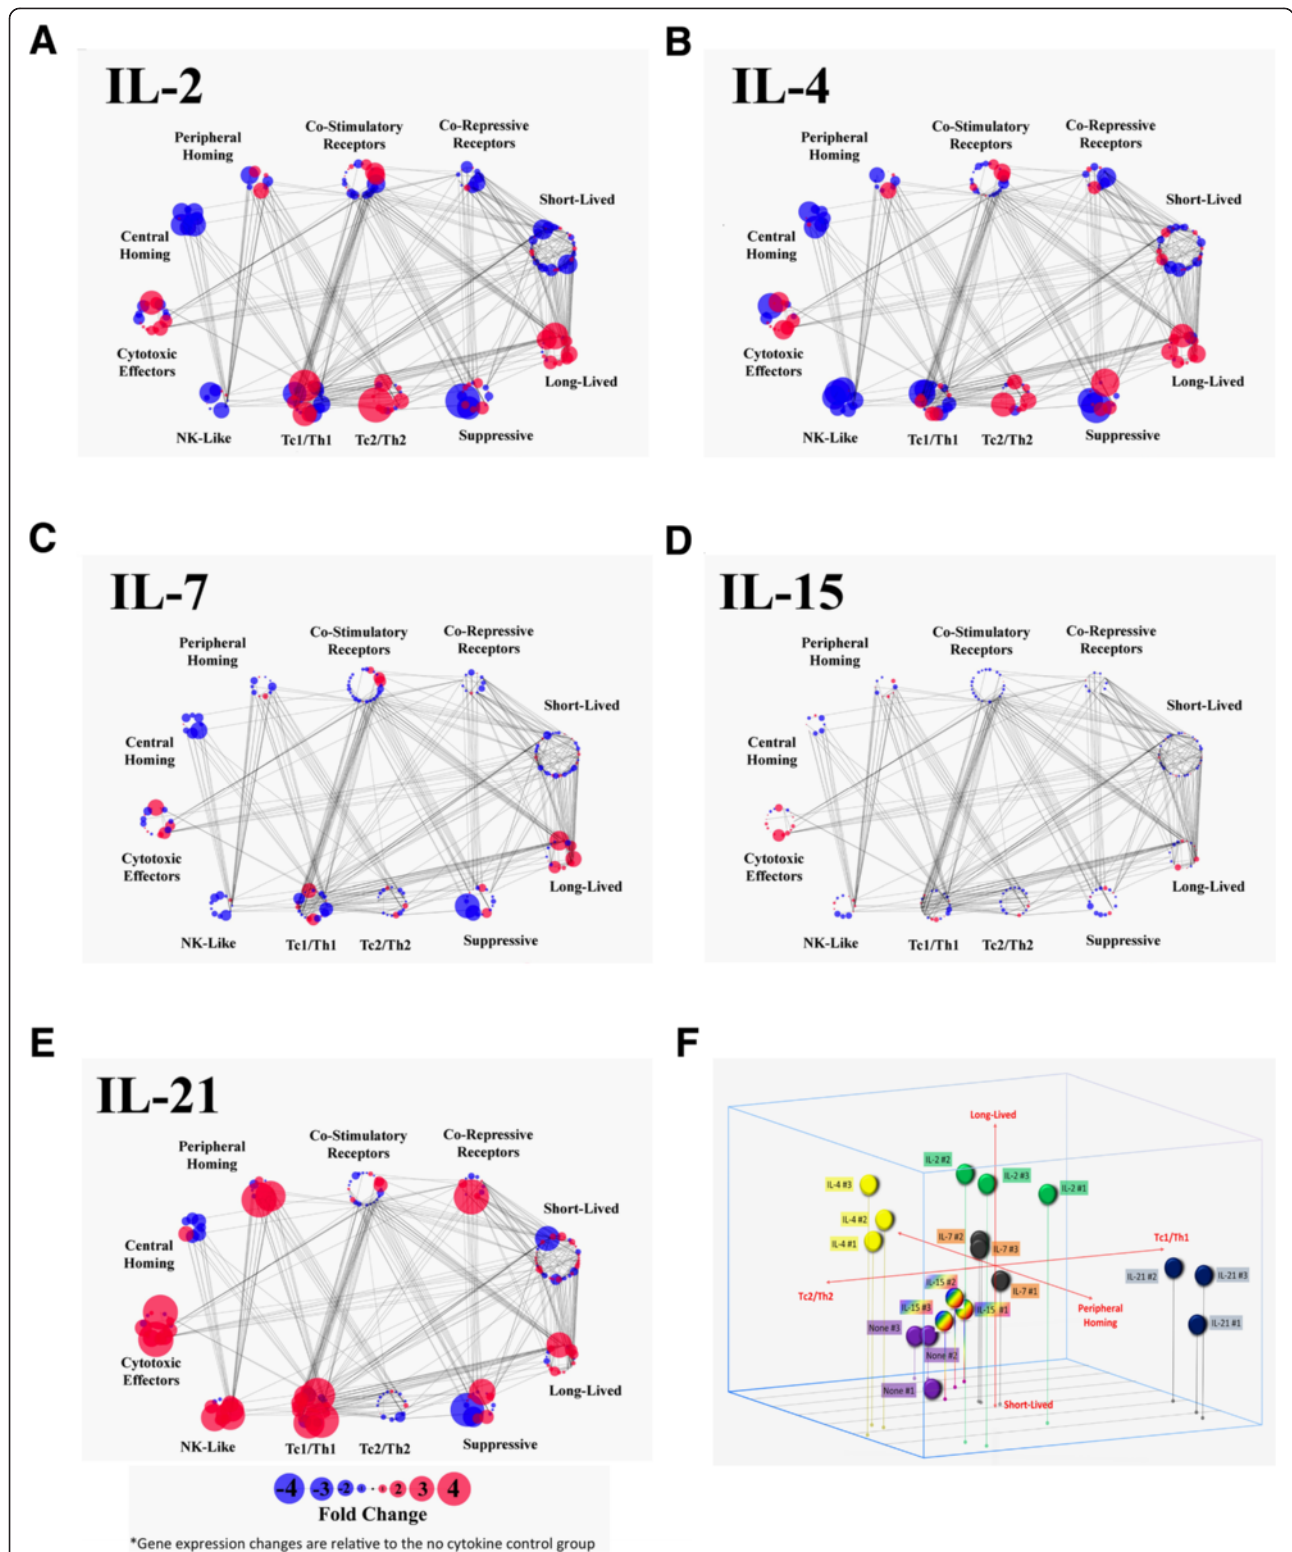 A
IL-2
Peripheral
Homing
Co-Stimulatory
Receptors
Co-Repressive
Receptors
Short-Lived
Central
Homing
Cytotoxic
Effectors
Long-Lived
NK-Like
Tc1/Th1
Tc2/Th2
Suppressive
B
IL-4
Peripheral
Homing
Co-Stimulatory
Receptors
Co-Repressive
Receptors
Short-Lived
Central
Homing
Cytotoxic
Effectors
Long-Lived
NK-Like
Tc1/Th1
Tc2/Th2
Suppressive
C
IL-7
Peripheral
Homing
Co-Stimulatory
Receptors
Co-Repressive
Receptors
Short-Lived
Central
Homing
Cytotoxic
Effectors
Long-Lived
NK-Like
Tc1/Th1
Tc2/Th2
Suppressive
D
IL-15
Peripheral
Homing
Co-Stimulatory
Receptors
Co-Repressive
Receptors
Short-Lived
Central
Homing
Cytotoxic
Effectors
Long-Lived
NK-Like
Tc1/Th1
Tc2/Th2
Suppressive
E
IL-21
Peripheral
Homing
Co-Stimulatory
Receptors
Co-Repressive
Receptors
Short-Lived
Central
Homing
Cytotoxic
Effectors
Long-Lived
NK-Like
Tc1/Th1
Tc2/Th2
Suppressive
-4 -3 -2 2 3 4
Fold Change
*Gene expression changes are relative to the no cytokine control group
F
Long-Lived
IL-2 #2
IL-2 #3
IL-2 #1
IL-4 #3
IL-4 #2
IL-4 #1
IL-7 #2
IL-7 #3
IL-7 #1
Tc1/Th1
IL-21 #2
IL-21 #3
IL-21 #1
Tc2/Th2
IL-15 #2
IL-15 #3
IL-15 #1
Peripheral
Homing
None #3
None #2
None #1
Short-Lived